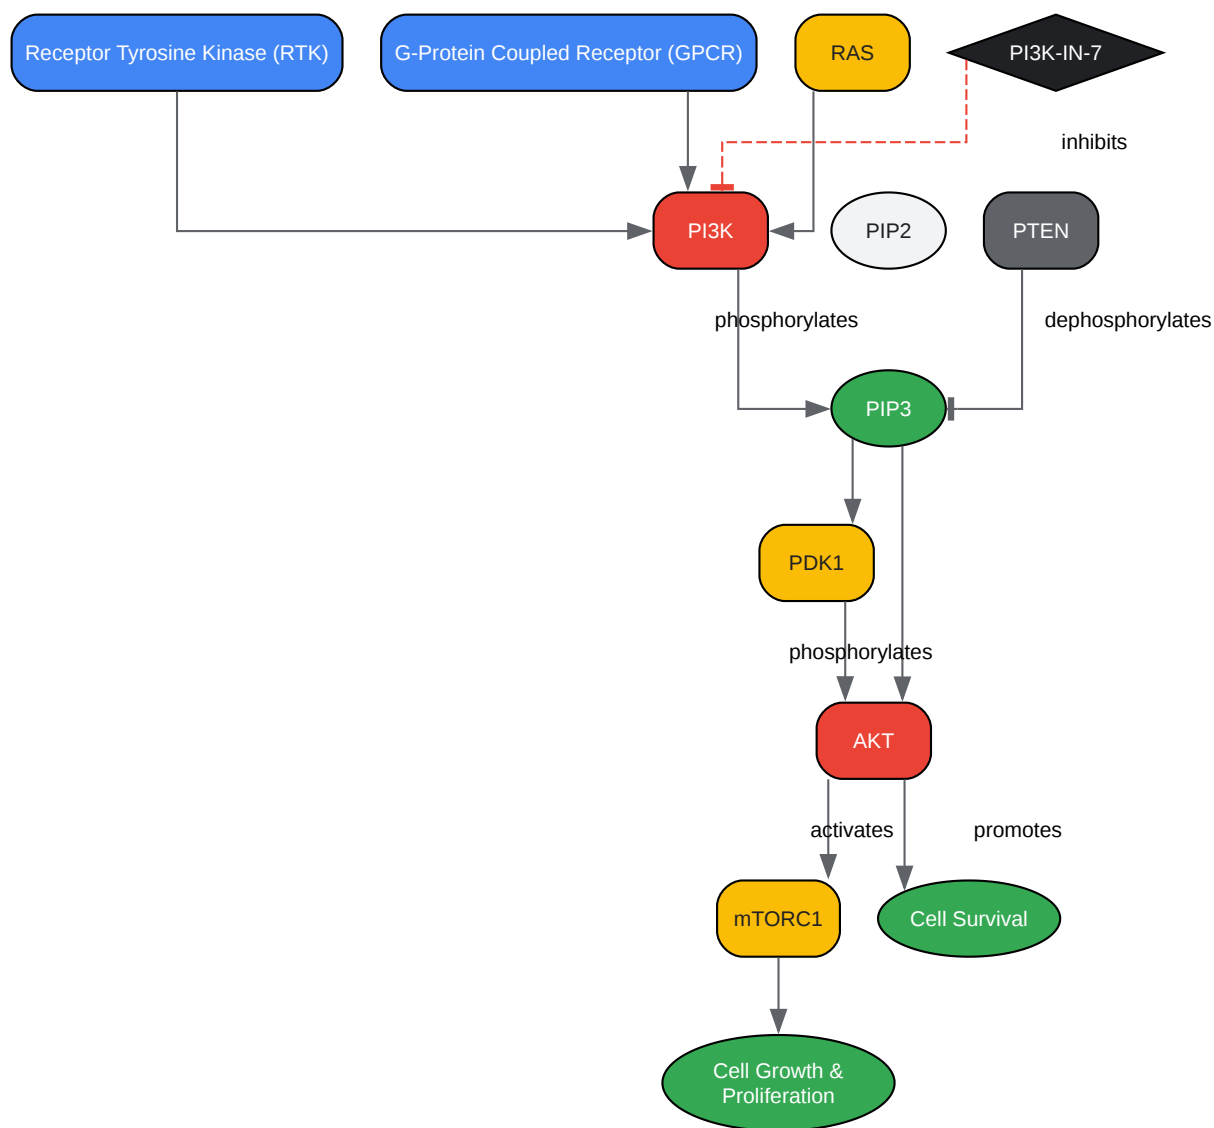 Receptor Tyrosine Kinase (RTK)
G-Protein Coupled Receptor (GPCR)
RAS
PI3K-IN-7
inhibits
PI3K
PIP2
PTEN
phosphorylates
dephosphorylates
PIP3
PDK1
phosphorylates
AKT
activates
promotes
mTORC1
Cell Survival
Cell Growth &
Proliferation